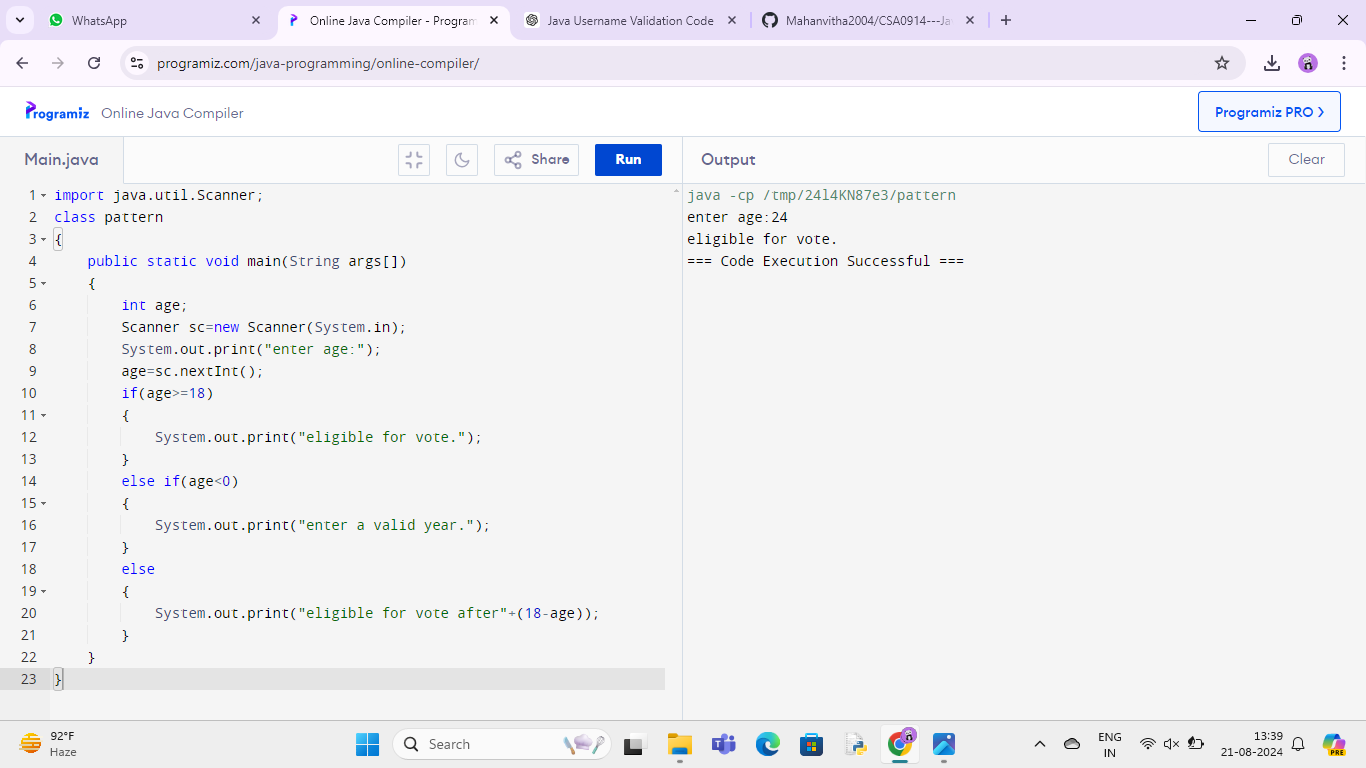 WhatsApp
Online Java Compiler - Program
Java Username Validation Code
Mahanvitha2004/CSA0914---Ja
programiz.com/java-programming/online-compiler/
Programiz Online Java Compiler
Programiz PRO >
Main.java
Share
Run
Output
Clear
1 import java.util.Scanner;
2 class pattern
3 {
4 public static void main(String args[])
5 {
6 int age;
7 Scanner sc=new Scanner(System.in);
8 System.out.print("enter age:");
9 age=sc.nextInt();
10 if(age>=18)
11 {
12 System.out.print("eligible for vote.");
13 }
14 else if(age<0)
15 {
16 System.out.print("enter a valid year.");
17 }
18 else
19 {
20 System.out.print("eligible for vote after"+(18-age));
21 }
22 }
23 }
java -cp /tmp/24l4KN87e3/pattern
enter age:24
eligible for vote.
=== Code Execution Successful ===
92°F
Haze
Search
ENG
IN
13:39
21-08-2024
PRE